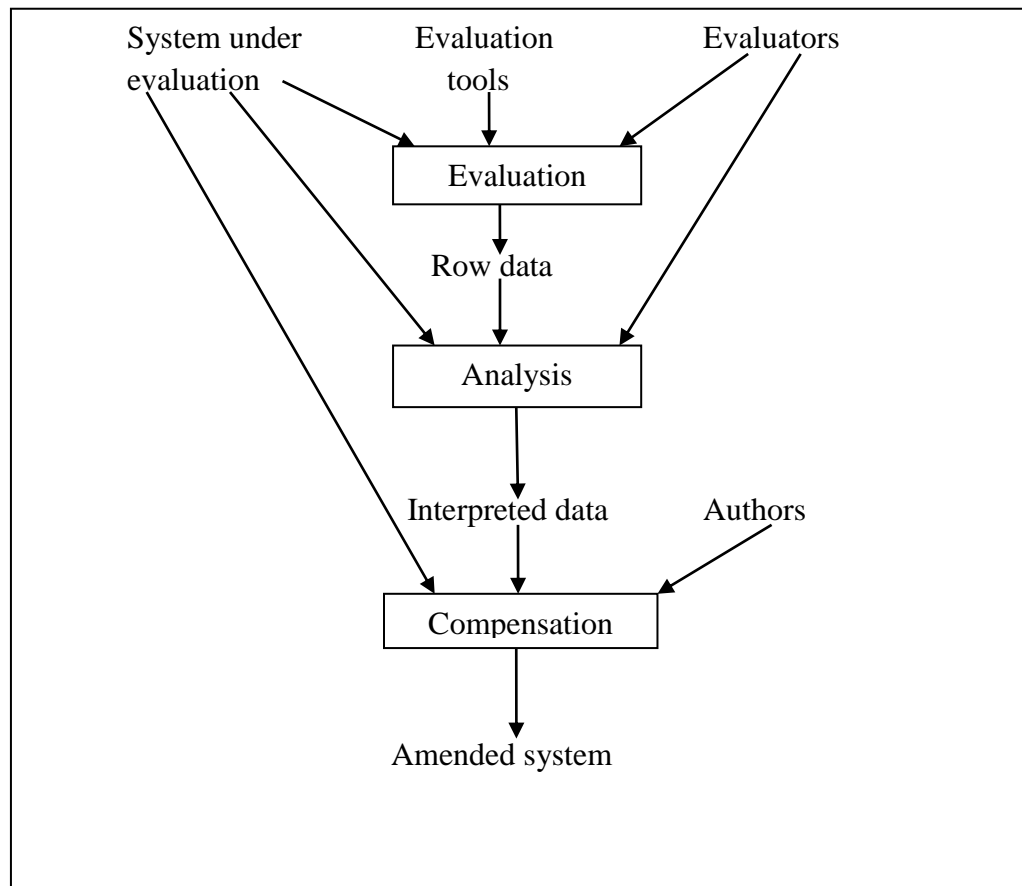 System under
evaluation
Evaluation
tools
Evaluators
Evaluation
Row data
Analysis
Interpreted data
Authors
Compensation
Amended system